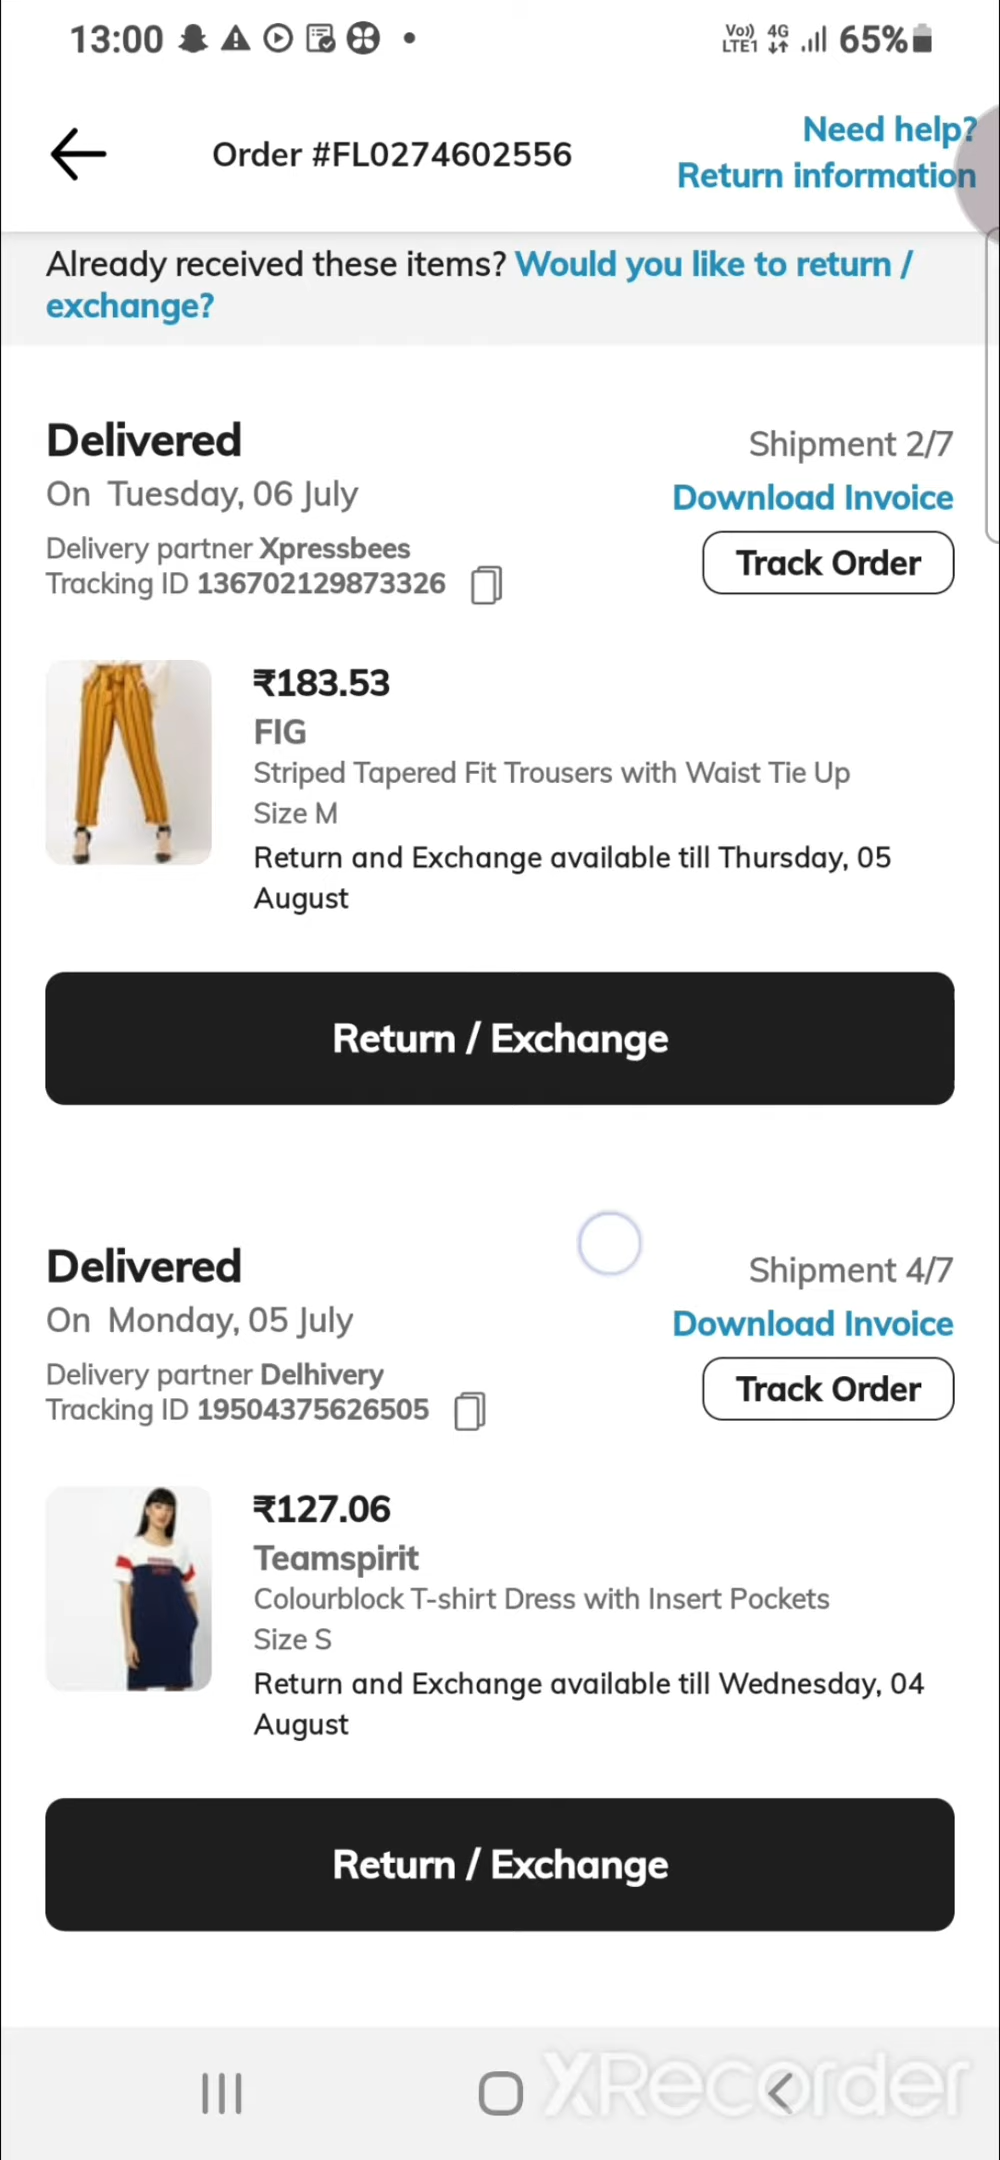 13:00
Vo)) LTE1 4G 65%
Need help?
Order #FL0274602556
Return information
Already received these items? Would you like to return /
exchange?
Delivered
Shipment 2/7
On Tuesday, 06 July
Download Invoice
Delivery partner Xpressbees
Track Order
Tracking ID 136702129873326
₹183.53
FIG
Striped Tapered Fit Trousers with Waist Tie Up
Size M
Return and Exchange available till Thursday, 05
August
Return / Exchange
Delivered
Shipment 4/7
On Monday, 05 July
Download Invoice
Delivery partner Delhivery
Track Order
Tracking ID 19504375626505
₹127.06
Teamspirit
Colourblock T-shirt Dress with Insert Pockets
Size S
Return and Exchange available till Wednesday, 04
August
Return / Exchange
XRecorder